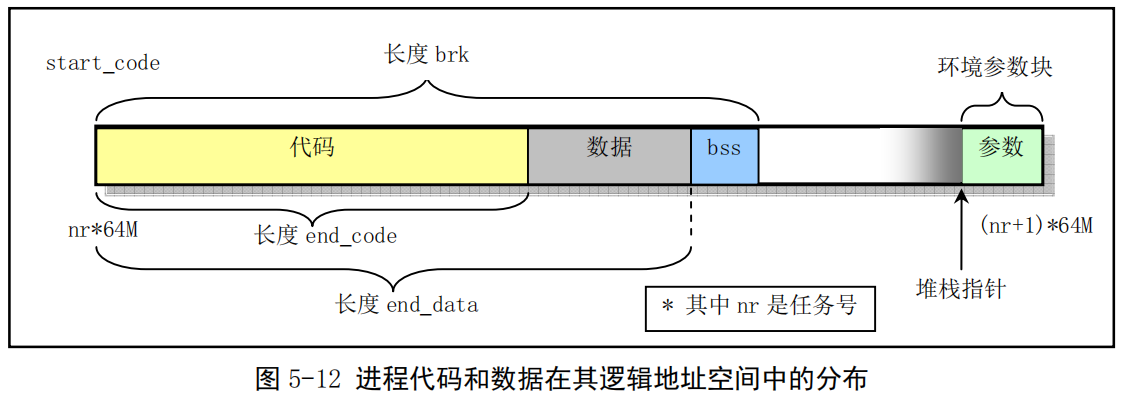 长度 brk
start_code
环境参数块
代码
数据
bss
参数
nr*64M
长度 end_code
(nr+1)*64M
长度 end_data
* 其中 nr 是任务号
堆栈指针
图 5-12 进程代码和数据在其逻辑地址空间中的分布